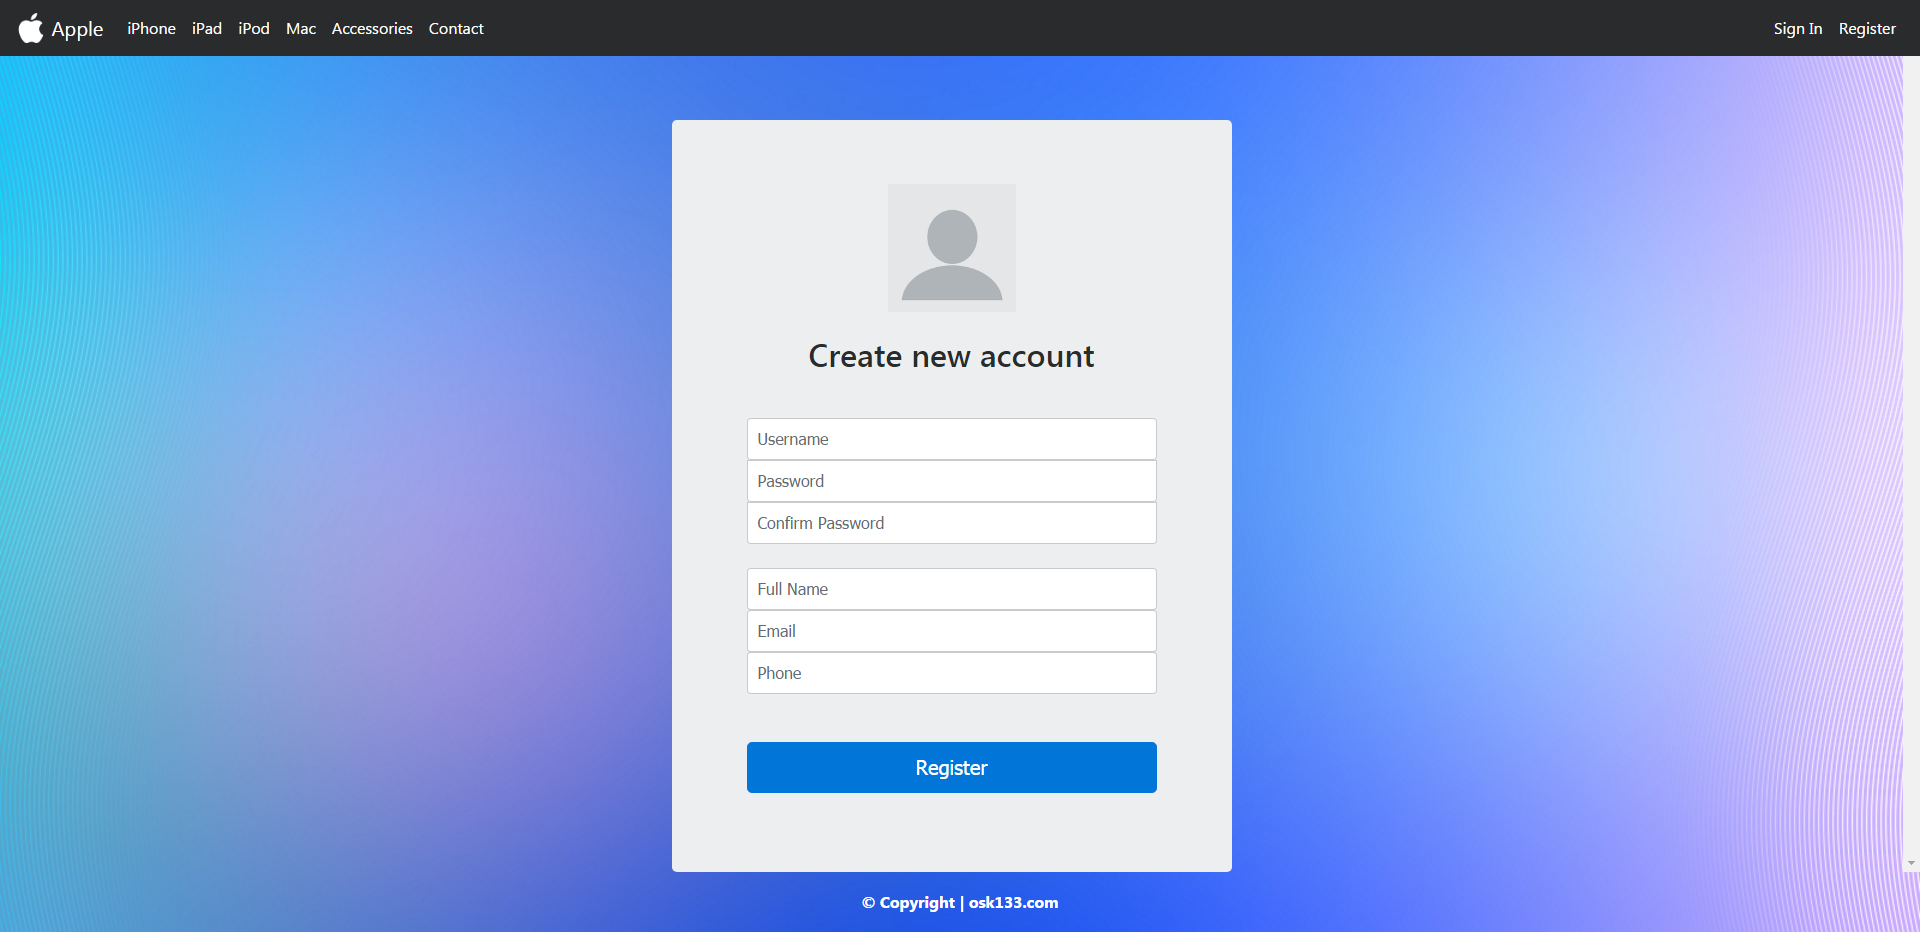 Apple iPhone iPad iPod Mac Accessories Contact Sign In Register
Create new account
Username
Password
Confirm Password
Full Name
Email
Phone
Register
© Copyright | osk133.com